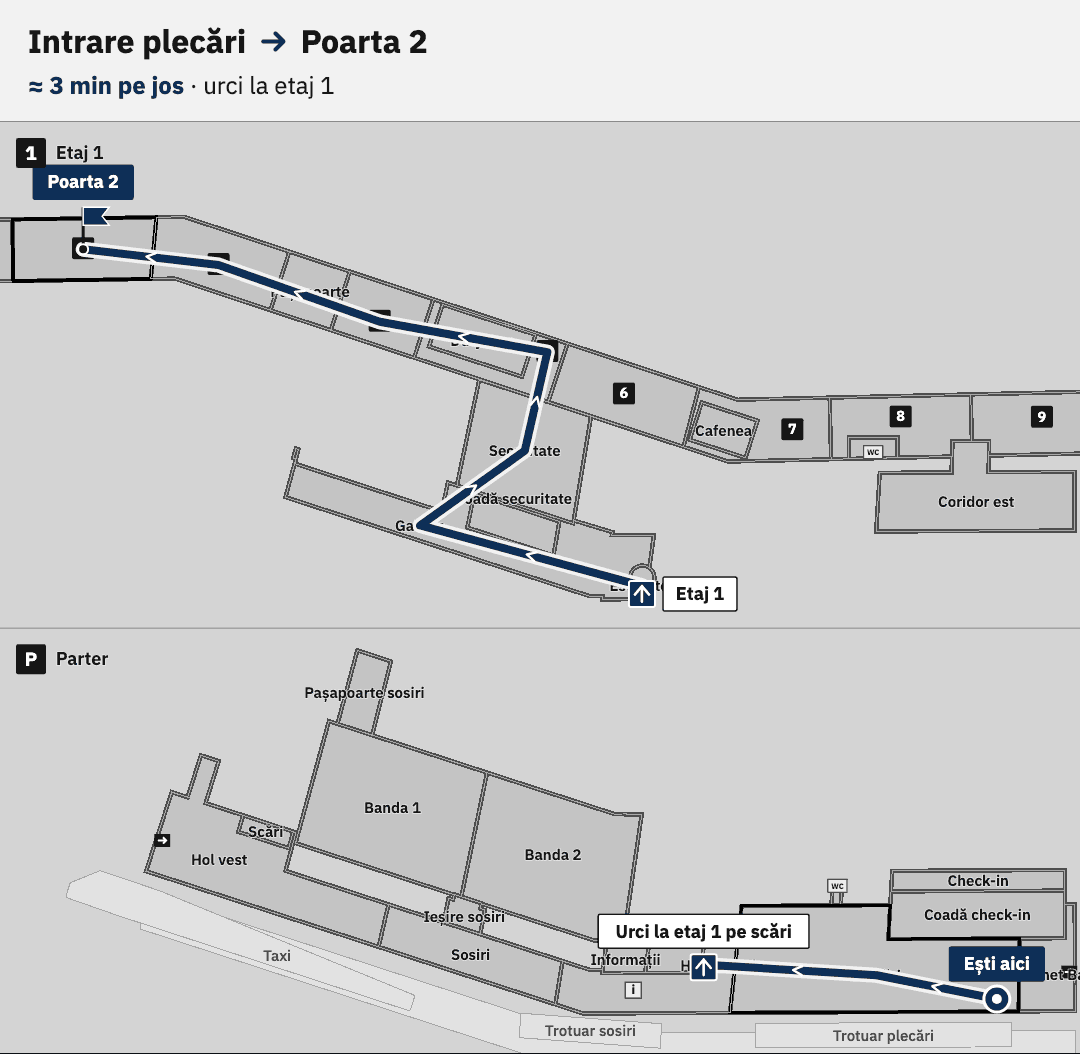 Intrare plecări → Poarta 2
≈ 3 min pe jos · urci la etaj 1
1 Etaj 1
Poarta 2
6
Cafenea
7
8
9
wc
Securitate
Coridor est
Etaj 1
P Parter
Pașapoarte sosiri
Banda 1
Scări
Hol vest
Banda 2
Check-in
wc
Coadă check-in
Ieșire sosiri
Urci la etaj 1 pe scări
Sosiri
Informații
Ești aici
Taxi
i
Trotuar sosiri
Trotuar plecări